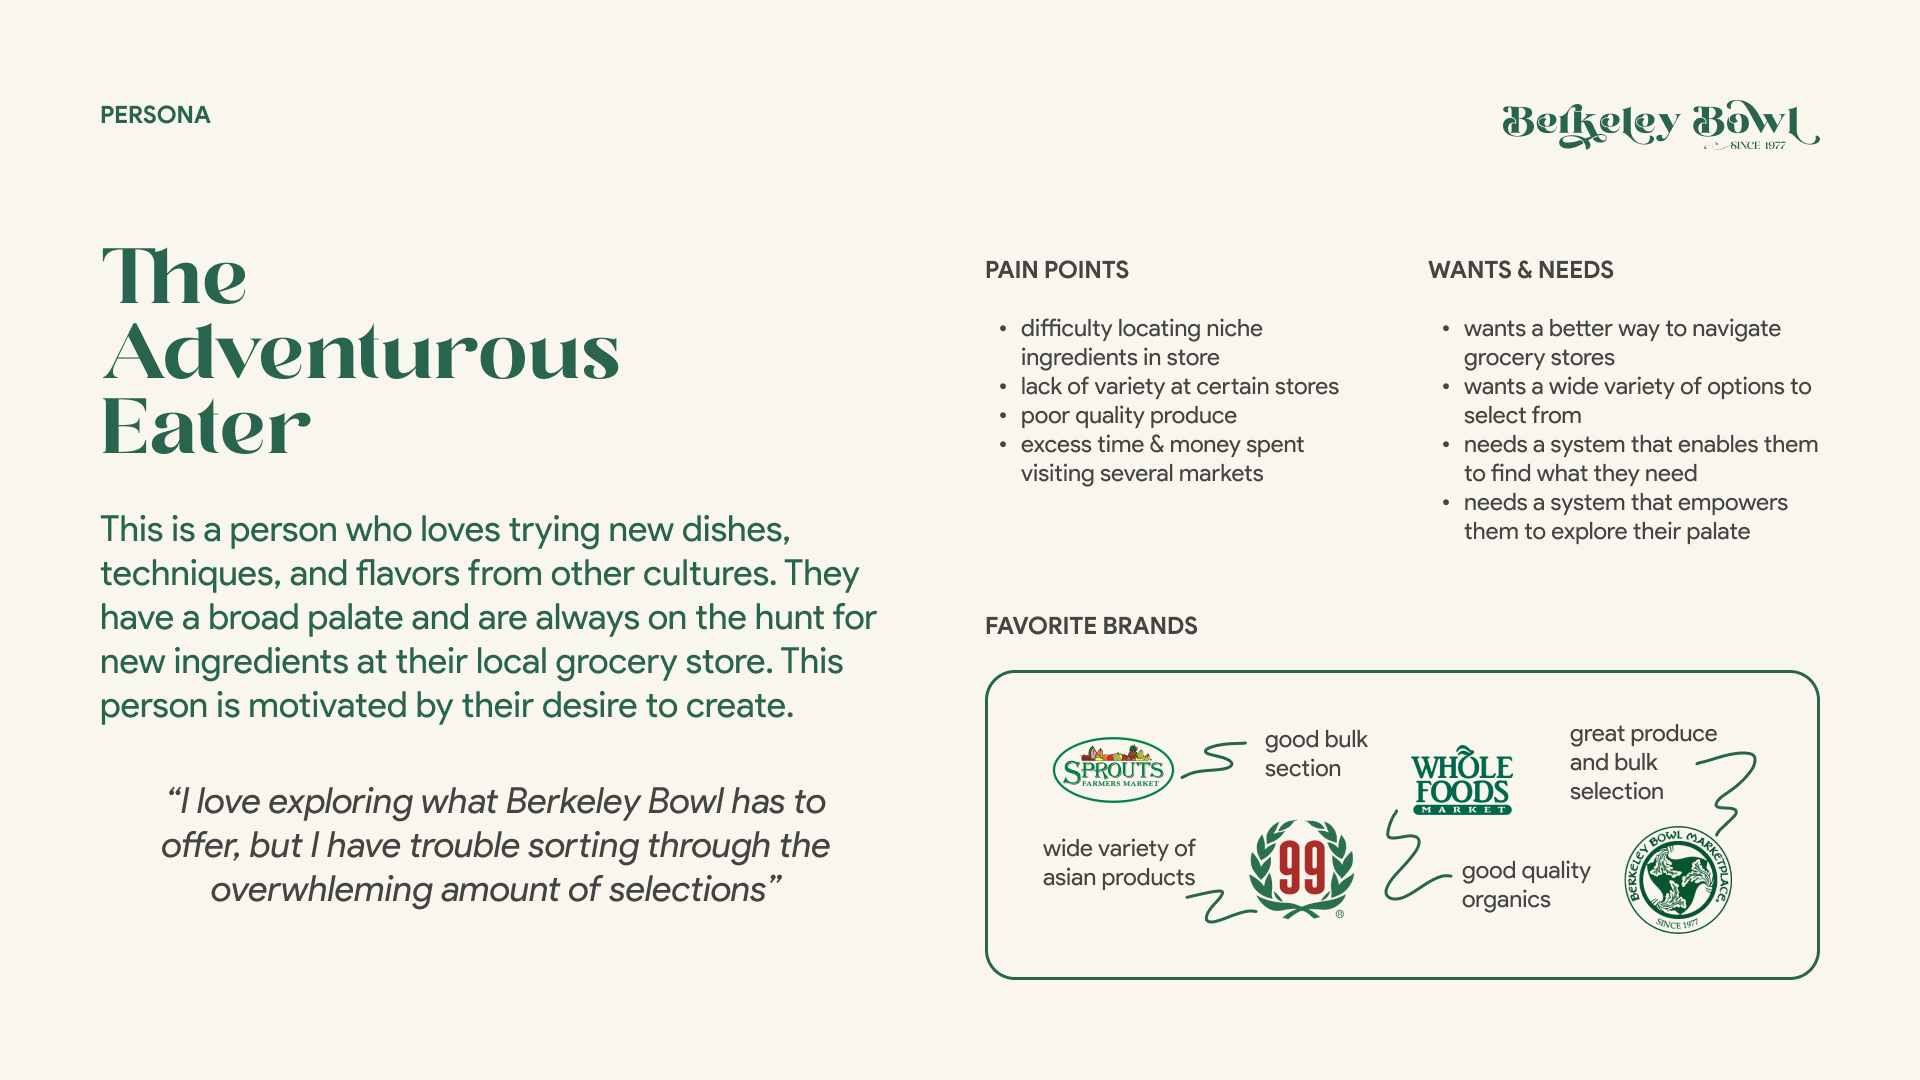 PERSONA
Berkeley Bowl
SINCE 1977
The
Adventurous
Eater
This is a person who loves trying new dishes,
techniques, and flavors from other cultures. They
have a broad palate and are always on the hunt for
new ingredients at their local grocery store. This
person is motivated by their desire to create.
“I love exploring what Berkeley Bowl has to
offer, but I have trouble sorting through the
overwhleming amount of selections”
PAIN POINTS
• difficulty locating niche
ingredients in store
• lack of variety at certain stores
• poor quality produce
• excess time & money spent
visiting several markets
WANTS & NEEDS
• wants a better way to navigate
grocery stores
• wants a wide variety of options to
select from
• needs a system that enables them
to find what they need
• needs a system that empowers
them to explore their palate
FAVORITE BRANDS
SPROUTS
FARMERS MARKET
good bulk
section
WHOLE
FOODS
MARKET
great produce
and bulk
selection
wide variety of
asian products
99
®
good quality
organics
BERKELEY BOWL MARKETPLACE
SINCE 1977